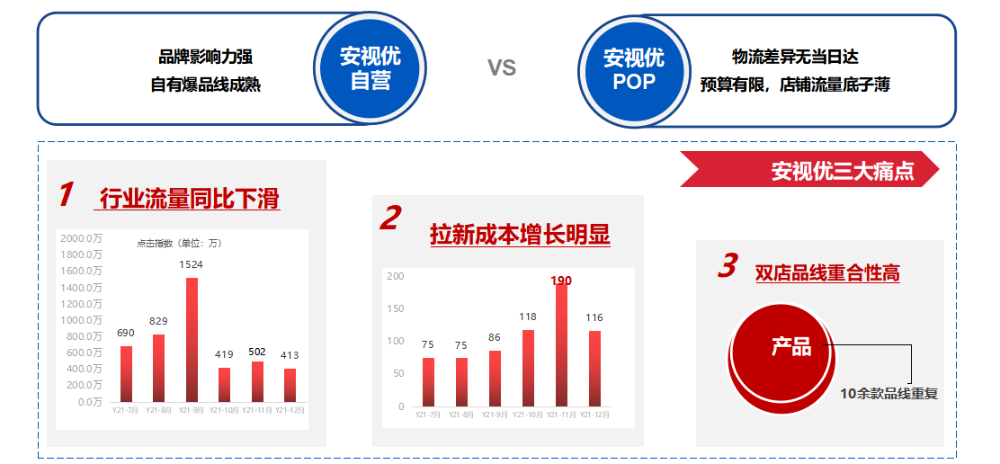 品牌影响力强
自有爆品线成熟
安视优
自营
VS
安视优
POP
物流差异无当日达
预算有限，店铺流量底子薄
安视优三大痛点
1 行业流量同比下滑
点击指数（单位：万）
2000.0万
1800.0万
1600.0万
1400.0万
1200.0万
1000.0万
800.0万
600.0万
400.0万
200.0万
0.0万
690
829
1524
419
502
413
Y21-7月
Y21-8月
Y21-9月
Y21-10月
Y21-11月
Y21-12月
2 拉新成本增长明显
200
150
100
50
0
75
75
86
118
190
116
Y21-7月
Y21-8月
Y21-9月
Y21-10月
Y21-11月
Y21-12月
3 双店品线重合性高
产品
10余款品线重复